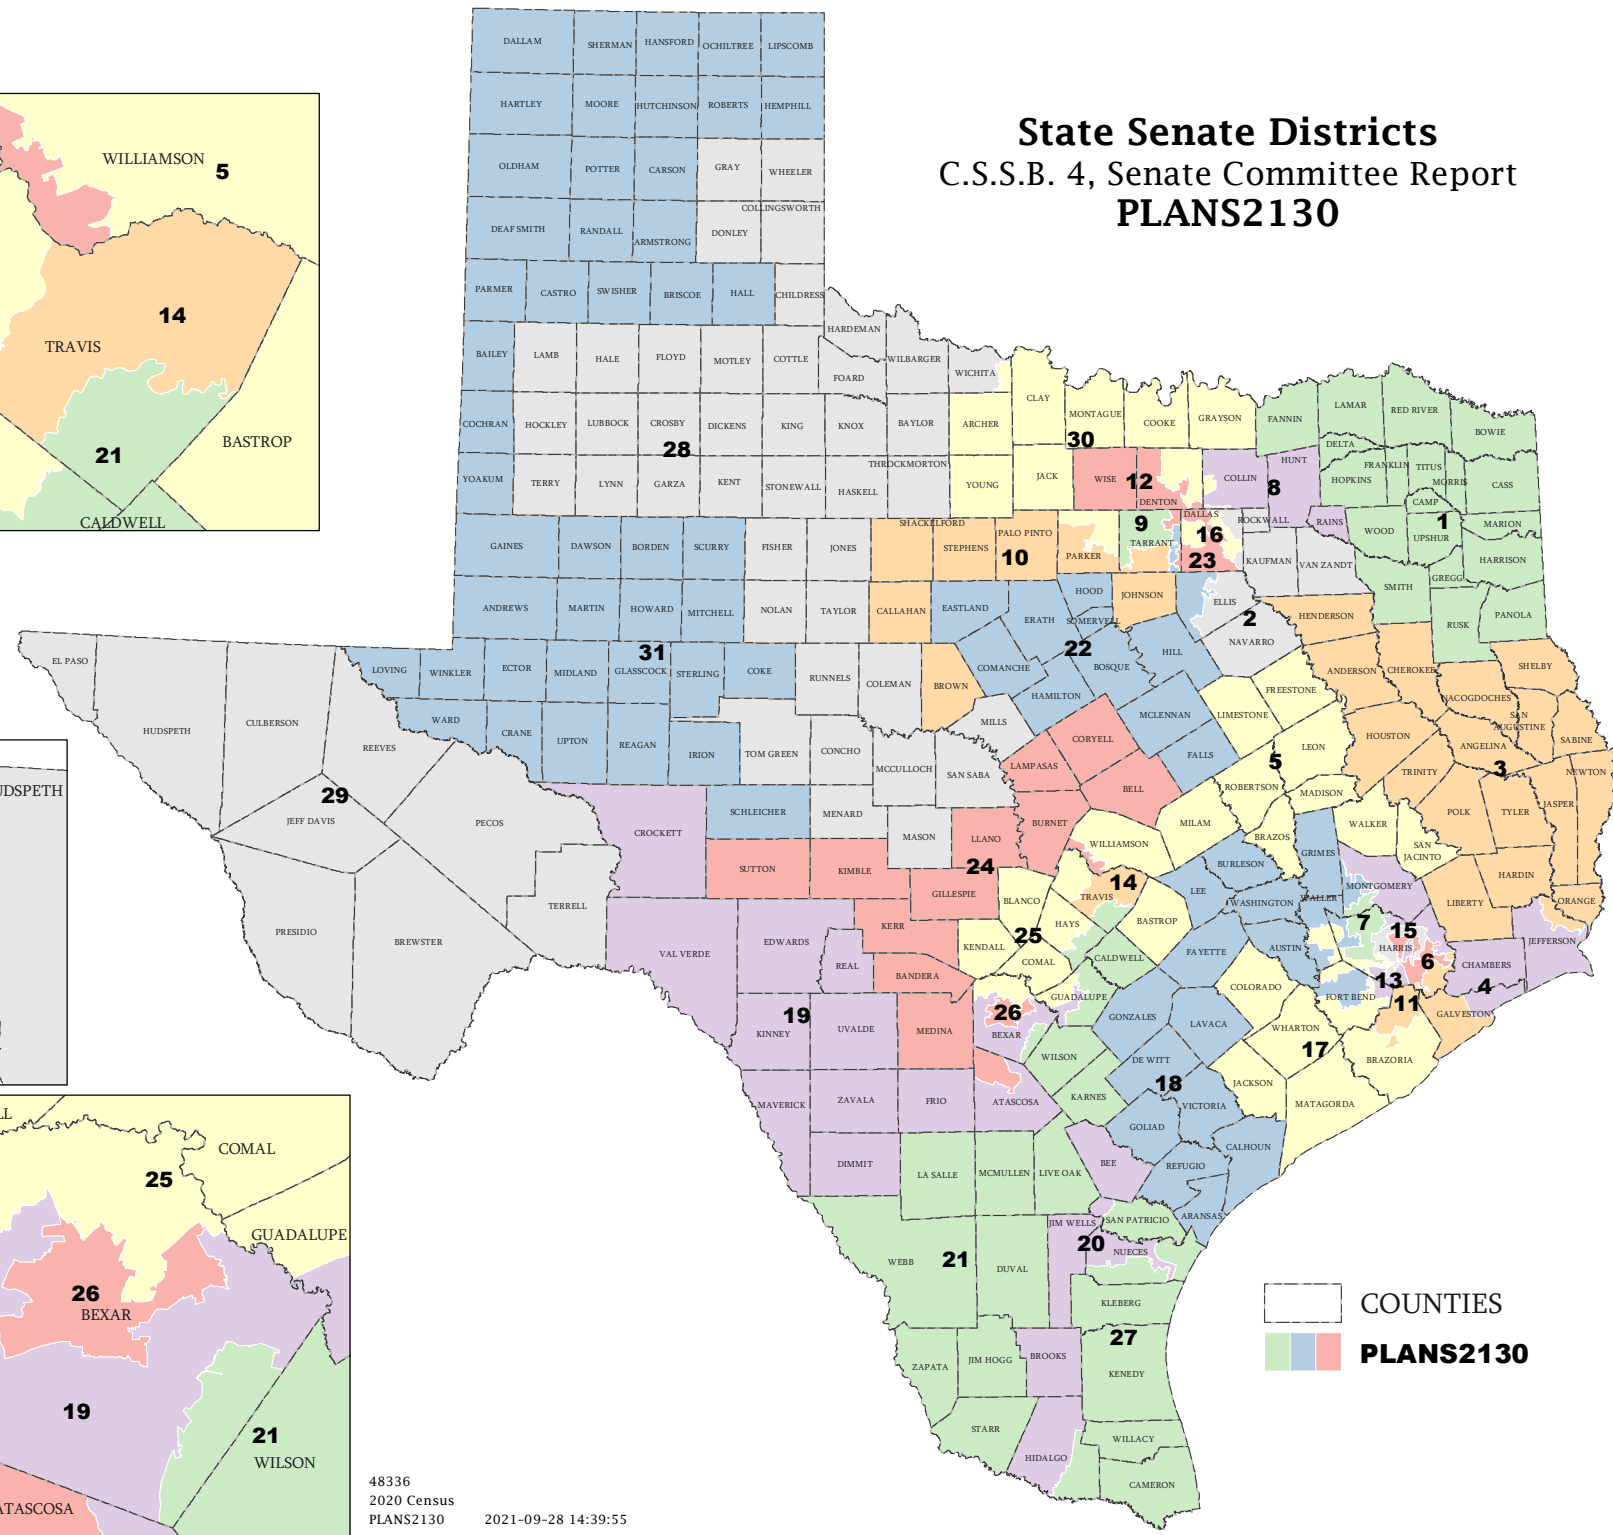 State Senate Districts
C.S.S.B. 4, Senate Committee Report
PLANS2130
DALLAM
SHERMAN
HANSFORD
OCHILTREE
LIPSCOMB
HARTLEY
MOORE
HUTCHINSON
ROBERTS
HEMPHILL
OLDHAM
POTTER
CARSON
GRAY
WHEELER
COLLINGSWORTH
DEAF SMITH
RANDALL
ARMSTRONG
DONLEY
PARMER
CASTRO
SWISHER
BRISCOE
HALL
CHILDRESS
HARDEMAN
BAILEY
LAMB
HALE
FLOYD
MOTLEY
COTTLE
FOARD
WILBARGER
WICHITA
CLAY
MONTAGUE
COOKE
GRAYSON
FANNIN
LAMAR
RED RIVER
BOWIE
COCHRAN
HOCKLEY
LUBBOCK
CROSBY
DICKENS
KING
KNOX
BAYLOR
ARCHER
28
30
DELTA
HUNT
FRANKLIN
TITUS
HOPKINS
MORRIS
CASS
CAMP
THROCKMORTON
YOAKUM
TERRY
LYNN
GARZA
KENT
STONEWALL
HASKELL
YOUNG
JACK
WISE
12
DENTON
COLLIN
8
DALLAS
ROCKWALL
RAINS
WOOD
UPSHUR
1
MARION
HARRISON
GAINES
DAWSON
BORDEN
SCURRY
FISHER
JONES
SHACKELFORD
STEPHENS
PALO PINTO
10
PARKER
9
TARRANT
16
23
KAUFMAN
VAN ZANDT
SMITH
GREGG
RUSK
PANOLA
ANDREWS
MARTIN
HOWARD
MITCHELL
NOLAN
TAYLOR
CALLAHAN
EASTLAND
ERATH
HOOD
SOMERVELL
JOHNSON
ELLIS
2
NAVARRO
HENDERSON
22
BOSQUE
HILL
EL PASO
HUDSPETH
CULBERSON
REEVES
LOVING
WINKLER
ECTOR
MIDLAND
31
GLASSCOCK
STERLING
COKE
RUNNELS
COLEMAN
BROWN
COMANCHE
HAMILTON
MILLS
MCLENNAN
LIMESTONE
FREESTONE
ANDERSON
CHEROKEE
NACOGDOCHES
SHELBY
SAN
AUGUSTINE
SABINE
WARD
CRANE
UPTON
REAGAN
IRION
TOM GREEN
CONCHO
MCCULLOCH
SAN SABA
LAMPASAS
CORYELL
BELL
FALLS
5
LEON
HOUSTON
ANGELINA
3
TRINITY
NEWTON
JASPER
POLK
TYLER
29
JEFF DAVIS
PECOS
CROCKETT
SCHLEICHER
MENARD
MASON
LLANO
BURNET
WILLIAMSON
MILAM
ROBERTSON
MADISON
BRAZOS
WALKER
SAN
JACINTO
GRIMES
HARDIN
ORANGE
SUTTON
KIMBLE
24
GILLESPIE
BLANCO
TRAVIS
14
BASTROP
LEE
BURLESON
WASHINGTON
WALLER
MONTGOMERY
LIBERTY
JEFFERSON
PRESIDIO
BREWSTER
TERRELL
VAL VERDE
EDWARDS
REAL
KERR
BANDERA
KENDALL
HAYS
25
COMAL
CALDWELL
GUADALUPE
FAYETTE
AUSTIN
7
15
HARRIS
6
13
FORT BEND
11
CHAMBERS
4
GALVESTON
19
KINNEY
UVALDE
MEDINA
26
BEXAR
GONZALES
LAVACA
COLORADO
WHARTON
17
BRAZORIA
WILSON
DE WITT
18
VICTORIA
JACKSON
MATAGORDA
MAVERICK
ZAVALA
FRIO
ATASCOSA
KARNES
GOLIAD
CALHOUN
DIMMIT
LA SALLE
MCMULLEN
LIVE OAK
BEE
REFUGIO
ARANSAS
SAN PATRICIO
JIM WELLS
20
NUECES
WEBB
21
DUVAL
KLEBERG
27
ZAPATA
JIM HOGG
BROOKS
KENEDY
STARR
HIDALGO
WILLACY
CAMERON
WILLIAMSON
5
14
TRAVIS
21
BASTROP
CALDWELL
UDSPETH
LL
COMAL
25
GUADALUPE
26
BEXAR
19
21
WILSON
ATASCOSA
COUNTIES
PLANS2130
48336
2020 Census
PLANS2130 2021-09-28 14:39:55